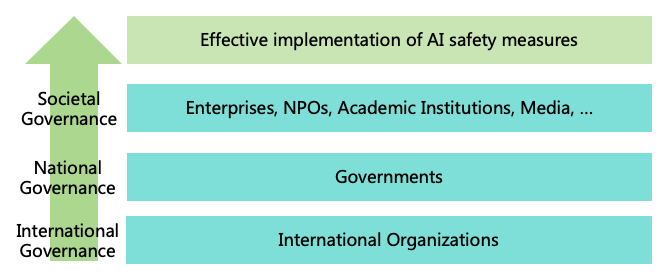 Effective implementation of AI safety measures
Societal
Governance
Enterprises, NPOs, Academic Institutions, Media, ...
National
Governance
Governments
International
Governance
International Organizations